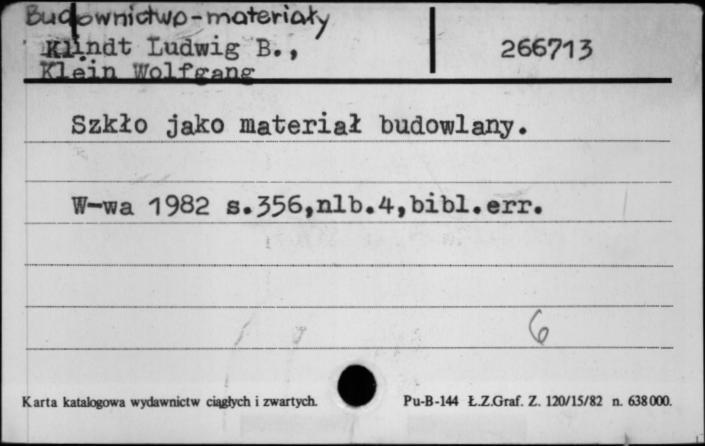 Budownictwo-materiały
Klindt Ludwig B., 266713
Klein Wolfgang
Szkło jako materiał budowlany.
W-wa 1982 s.356,nlb.4,bibl.err.
6
Karta katalogowa wydawnictw ciągłych i zwartych. Pu-B-144 Ł.Z.Graf. Z. 120/15/82 n. 638000.